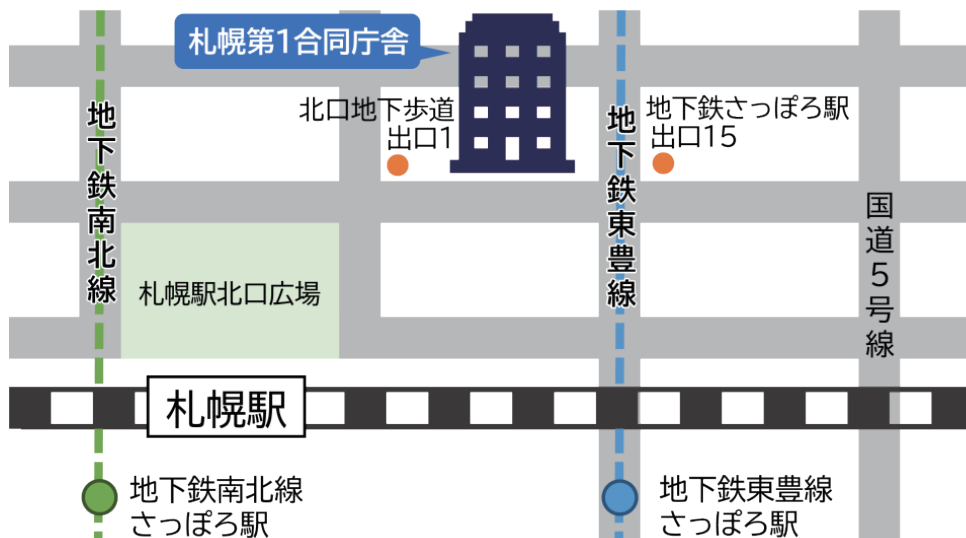 札幌第1合同庁舎
北口地下歩道
出口1
地下鉄さっぽろ駅
出口15
地下鉄南北線
地下鉄東豊線
国道5号線
札幌駅北口広場
札幌駅
地下鉄南北線
さっぽろ駅
地下鉄東豊線
さっぽろ駅